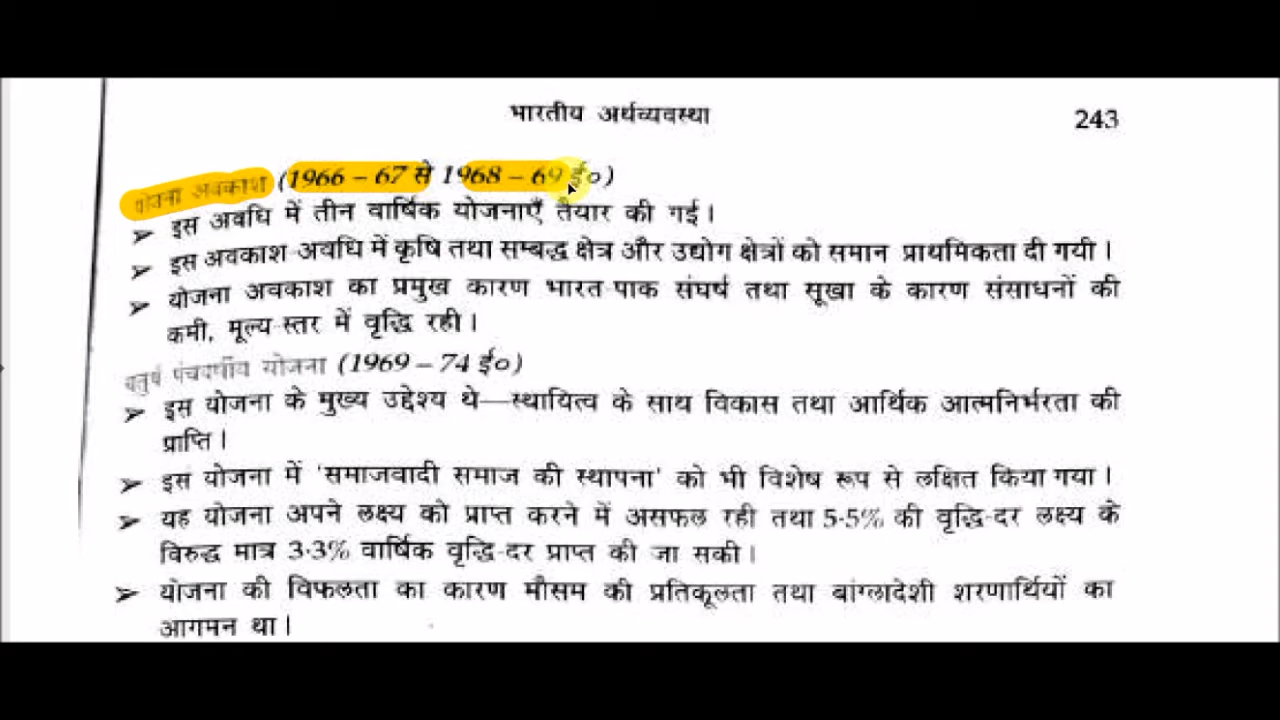 भारतीय अर्थव्यवस्था
243
योजना अवकाश (1966 – 67 से 1968 – 69 ई०)
➤ इस अवधि में तीन वार्षिक योजनाएँ तैयार की गई।
➤ इस अवकाश-अवधि में कृषि तथा सम्बद्ध क्षेत्र और उद्योग क्षेत्रों को समान प्राथमिकता दी गयी।
➤ योजना अवकाश का प्रमुख कारण भारत-पाक संघर्ष तथा सूखा के कारण संसाधनों की
कमी, मूल्य-स्तर में वृद्धि रही।
चतुर्थ पंचवर्षीय योजना (1969 – 74 ई०)
➤ इस योजना के मुख्य उद्देश्य थे—स्थायित्व के साथ विकास तथा आर्थिक आत्मनिर्भरता की
प्राप्ति।
➤ इस योजना में 'समाजवादी समाज की स्थापना' को भी विशेष रूप से लक्षित किया गया।
➤ यह योजना अपने लक्ष्य को प्राप्त करने में असफल रही तथा 5·5% की वृद्धि-दर लक्ष्य के
विरुद्ध मात्र 3·3% वार्षिक वृद्धि-दर प्राप्त की जा सकी।
➤ योजना की विफलता का कारण मौसम की प्रतिकूलता तथा बांग्लादेशी शरणार्थियों का
आगमन था।